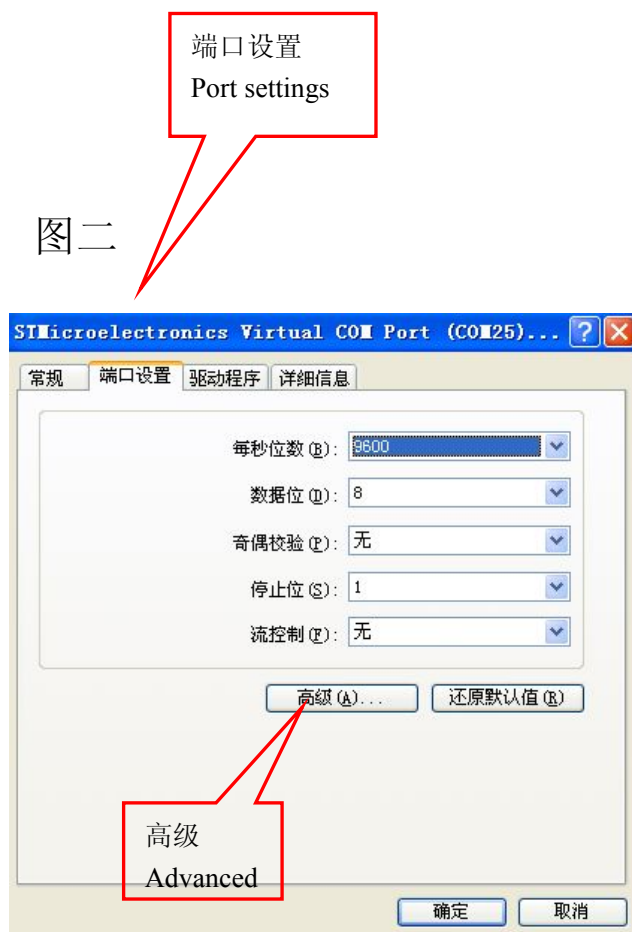 端口设置
Port settings
图二
STMicroelectronics Virtual COM Port (COM25)...
常规 端口设置 驱动程序 详细信息
每秒位数(B): 9600
数据位(D): 8
奇偶校验(P): 无
停止位(S): 1
流控制(F): 无
高级(A)... 还原默认值(R)
高级
Advanced
确定 取消